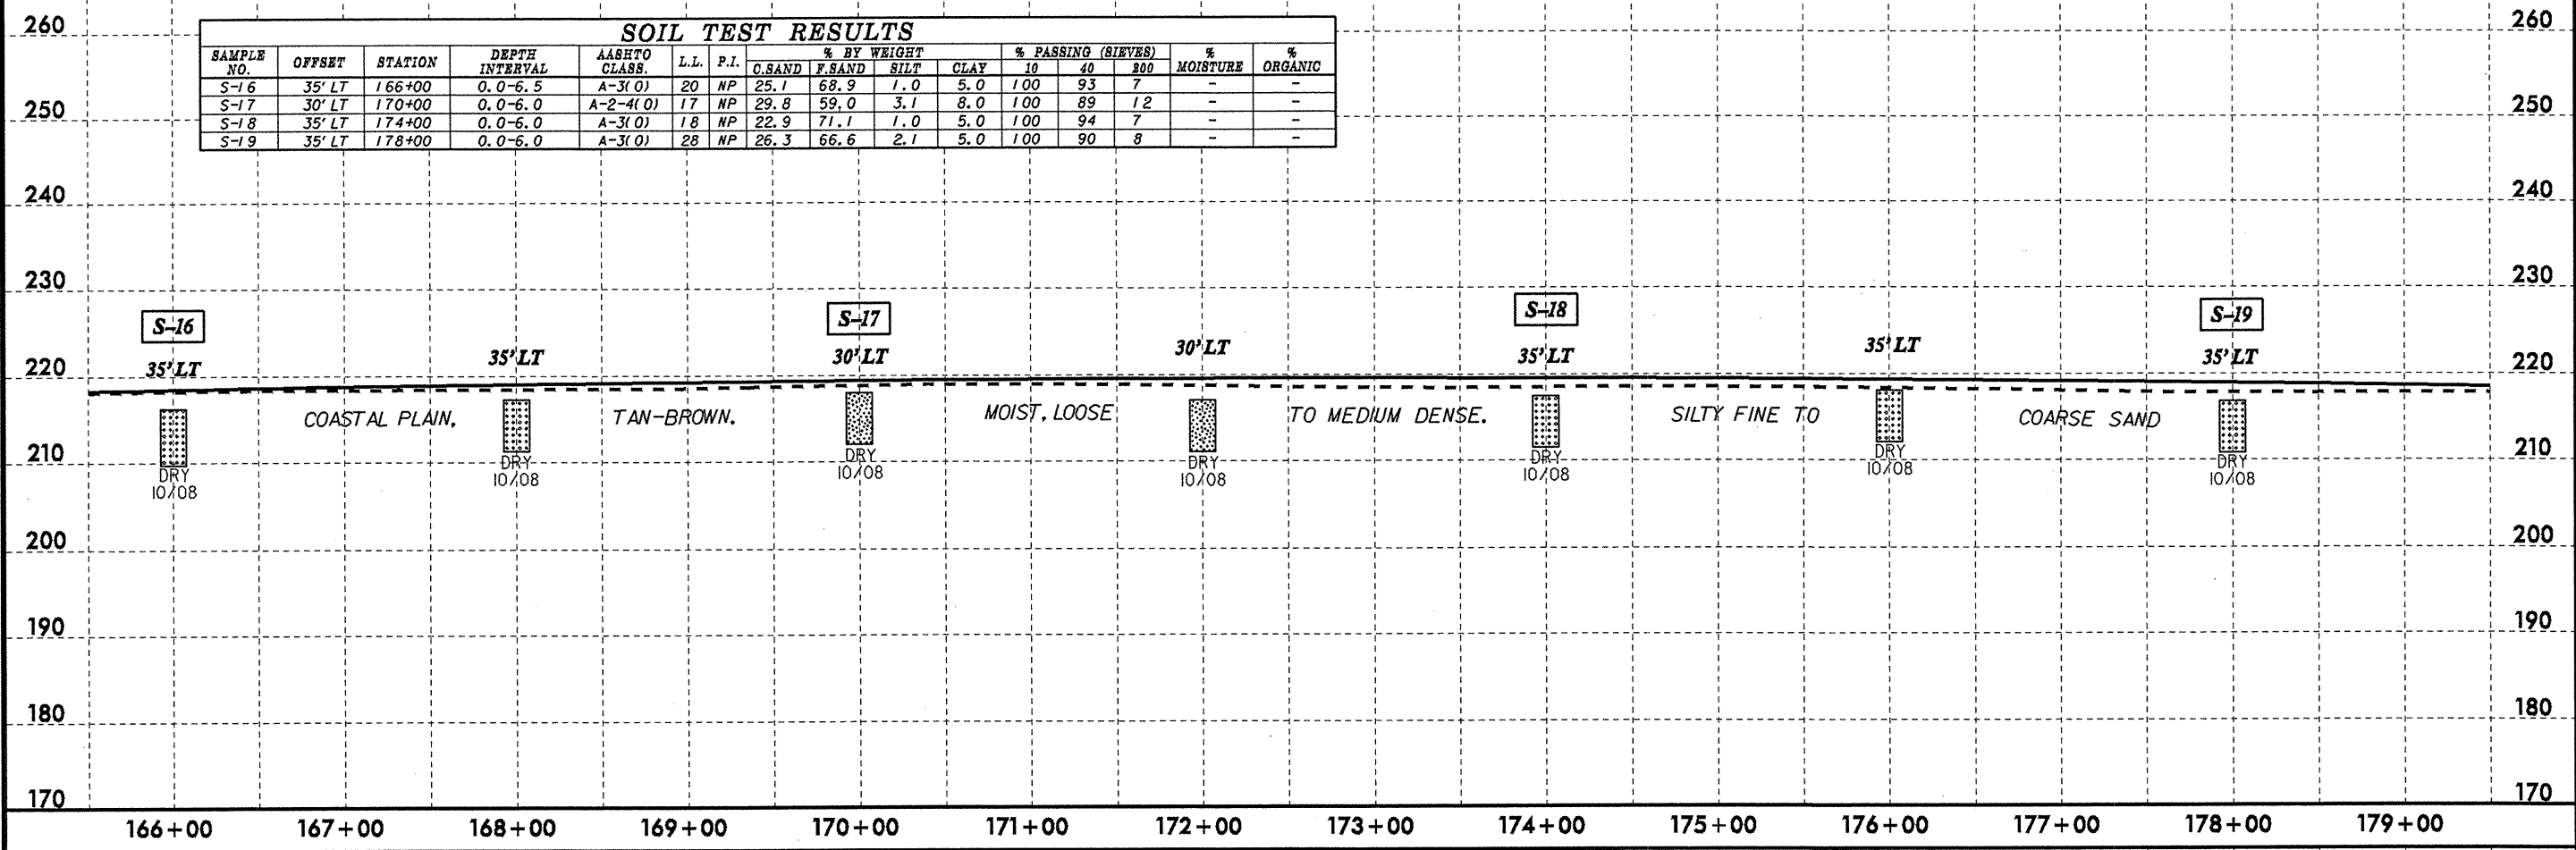 260 260
SOIL TEST RESULTS
SAMPLE NO. OFFSET STATION DEPTH INTERVAL AASHTO CLASS. L.L. P.I. % BY WEIGHT % PASSING (SIEVES) % MOISTURE % ORGANIC
C.SAND F.SAND SILT CLAY 10 40 200
S-16 35' LT 166+00 0.0-6.5 A-3(0) 20 NP 25.1 68.9 1.0 5.0 100 93 7 - -
S-17 30' LT 170+00 0.0-6.0 A-2-4(0) 17 NP 29.8 59.0 3.1 8.0 100 89 12 - -
S-18 35' LT 174+00 0.0-6.0 A-3(0) 18 NP 22.9 71.1 1.0 5.0 100 94 7 - -
S-19 35' LT 178+00 0.0-6.0 A-3(0) 28 NP 26.3 66.6 2.1 5.0 100 90 8 - -
250 250
240 240
230 230
S-16 S-17 S-18 S-19
35' LT 35' LT 30' LT 30' LT 35' LT 35' LT 35' LT
220 220
COASTAL PLAIN, TAN-BROWN. MOIST, LOOSE TO MEDIUM DENSE. SILTY FINE TO COARSE SAND
210 210
DRY DRY DRY DRY DRY DRY DRY
10/08 10/08 10/08 10/08 10/08 10/08 10/08
200 200
190 190
180 180
170 170
166+00 167+00 168+00 169+00 170+00 171+00 172+00 173+00 174+00 175+00 176+00 177+00 178+00 179+00